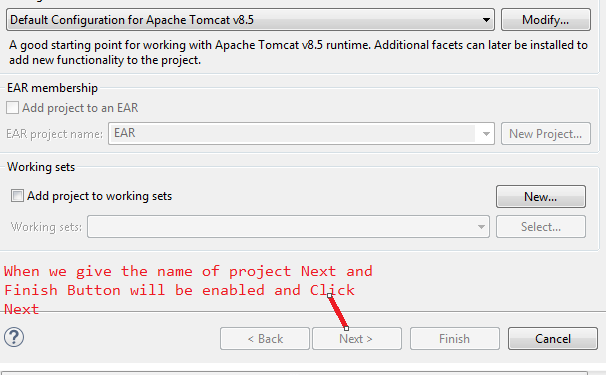 Default Configuration for Apache Tomcat v8.5
Modify...
A good starting point for working with Apache Tomcat v8.5 runtime. Additional facets can later be installed to
add new functionality to the project.
EAR membership
Add project to an EAR
EAR project name:
EAR
New Project...
Working sets
Add project to working sets
New...
Working sets:
Select...
When we give the name of project Next and
Finish Button will be enabled and Click
Next
?
< Back
Next >
Finish
Cancel